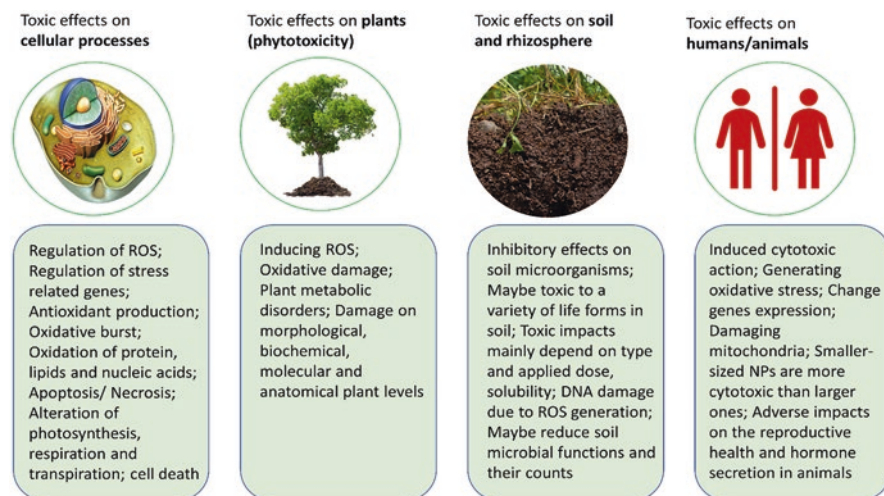 Toxic effects on
cellular processes
Toxic effects on plants
(phytotoxicity)
Toxic effects on soil
and rhizosphere
Toxic effects on
humans/animals
Regulation of ROS;
Regulation of stress
related genes;
Antioxidant production;
Oxidative burst;
Oxidation of protein,
lipids and nucleic acids;
Apoptosis/ Necrosis;
Alteration of
photosynthesis,
respiration and
transpiration; cell death
Inducing ROS;
Oxidative damage;
Plant metabolic
disorders; Damage on
morphological,
biochemical,
molecular and
anatomical plant levels
Inhibitory effects on
soil microorganisms;
Maybe toxic to a
variety of life forms in
soil; Toxic impacts
mainly depend on type
and applied dose,
solubility; DNA damage
due to ROS generation;
Maybe reduce soil
microbial functions and
their counts
Induced cytotoxic
action; Generating
oxidative stress; Change
genes expression;
Damaging
mitochondria; Smaller-
sized NPs are more
cytotoxic than larger
ones; Adverse impacts
on the reproductive
health and hormone
secretion in animals